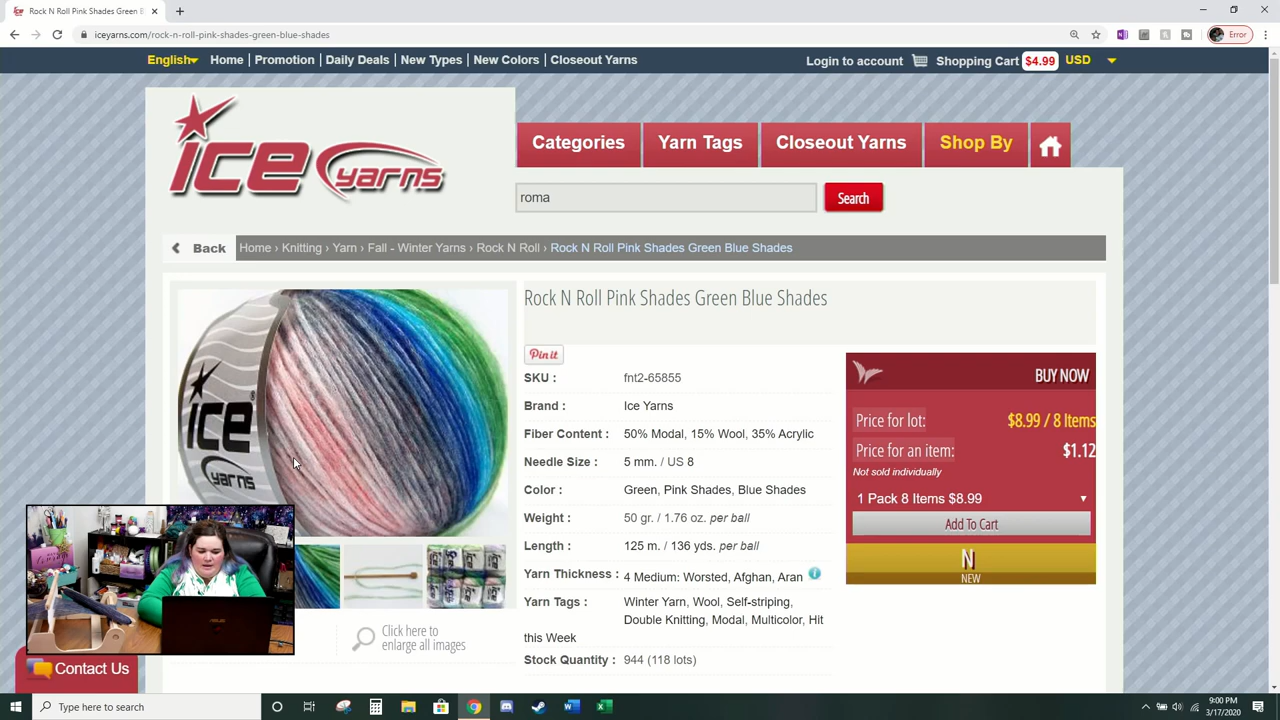 Rock N Roll Pink Shades Green B
iceyarns.com/rock-n-roll-pink-shades-green-blue-shades
Error
English
Home | Promotion | Daily Deals | New Types | New Colors | Closeout Yarns
Login to account
Shopping Cart $4.99 USD
ice yarns
Categories
Yarn Tags
Closeout Yarns
Shop By
roma
Search
Back
Home › Knitting › Yarn › Fall - Winter Yarns › Rock N Roll › Rock N Roll Pink Shades Green Blue Shades
ice
yarns
Rock N Roll Pink Shades Green Blue Shades
Pin it
SKU : fnt2-65855
Brand : Ice Yarns
Fiber Content : 50% Modal, 15% Wool, 35% Acrylic
Needle Size : 5 mm. / US 8
Color : Green, Pink Shades, Blue Shades
Weight : 50 gr. / 1.76 oz. per ball
Length : 125 m. / 136 yds. per ball
Yarn Thickness : 4 Medium: Worsted, Afghan, Aran
Yarn Tags : Winter Yarn, Wool, Self-striping,
Double Knitting, Modal, Multicolor, Hit
this Week
Stock Quantity : 944 (118 lots)
BUY NOW
Price for lot: $8.99 / 8 Items
Price for an item: $1.12
Not sold individually
1 Pack 8 Items $8.99
Add To Cart
N
NEW
Click here to
enlarge all images
Contact Us
Type here to search
9:00 PM
3/17/2020